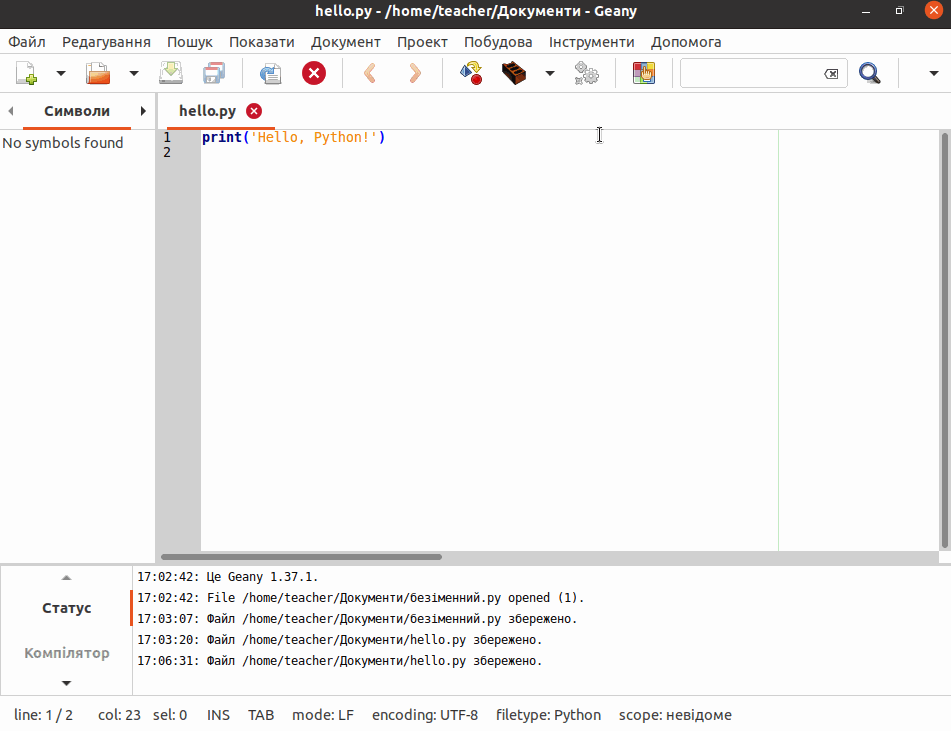 hello.py - /home/teacher/Документи - Geany
Файл Редагування Пошук Показати Документ Проект Побудова Інструменти Допомога
Символи
hello.py
No symbols found
1 print('Hello, Python!')
2
Статус
Компілятор
17:02:42: Це Geany 1.37.1.
17:02:42: File /home/teacher/Документи/безіменний.py opened (1).
17:03:07: Файл /home/teacher/Документи/безіменний.py збережено.
17:03:20: Файл /home/teacher/Документи/hello.py збережено.
17:06:31: Файл /home/teacher/Документи/hello.py збережено.
line: 1 / 2 col: 23 sel: 0 INS TAB mode: LF encoding: UTF-8 filetype: Python scope: невідоме